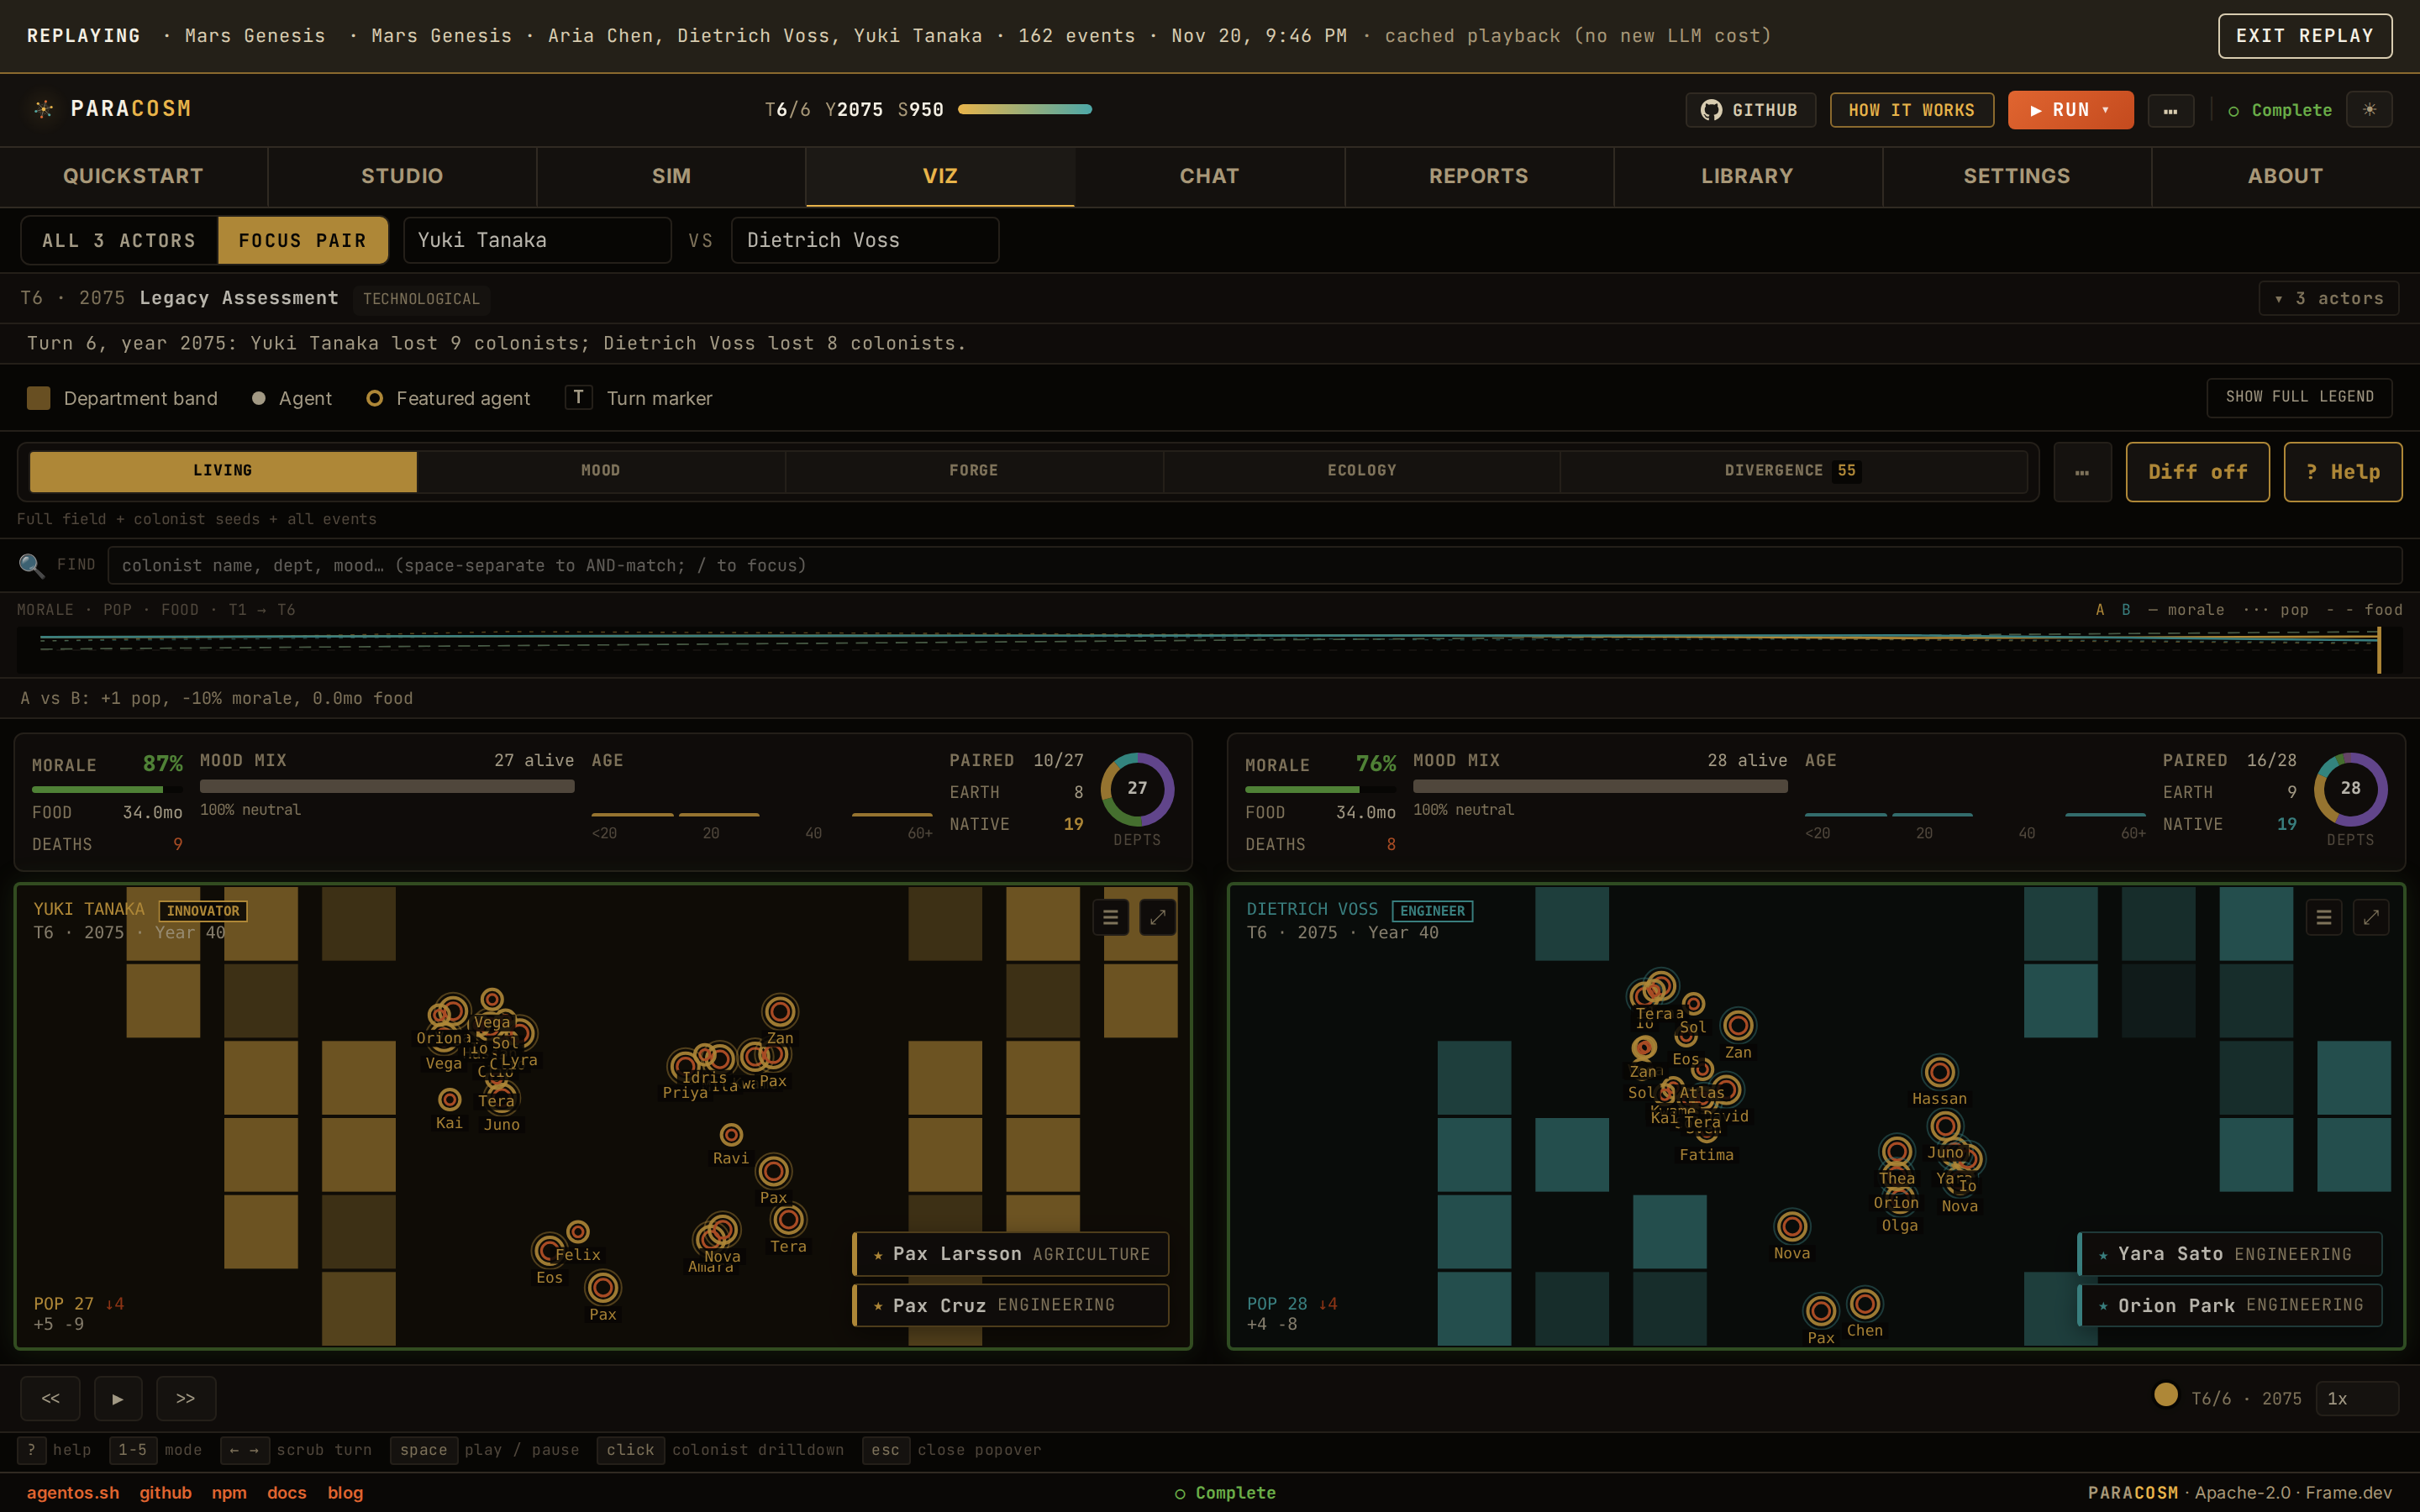 REPLAYING · Mars Genesis · Mars Genesis · Aria Chen, Dietrich Voss, Yuki Tanaka · 162 events · Nov 20, 9:46 PM · cached playback (no new LLM cost)
EXIT REPLAY
PARACOSM
T6/6 Y2075 S950
GITHUB
HOW IT WORKS
▶ RUN ▾
…
○ Complete
QUICKSTART
STUDIO
SIM
VIZ
CHAT
REPORTS
LIBRARY
SETTINGS
ABOUT
ALL 3 ACTORS
FOCUS PAIR
Yuki Tanaka
VS
Dietrich Voss
T6 · 2075 Legacy Assessment TECHNOLOGICAL
▾ 3 actors
Turn 6, year 2075: Yuki Tanaka lost 9 colonists; Dietrich Voss lost 8 colonists.
Department band
Agent
Featured agent
T Turn marker
SHOW FULL LEGEND
LIVING
MOOD
FORGE
ECOLOGY
DIVERGENCE 55
…
Diff off
? Help
Full field + colonist seeds + all events
FIND
colonist name, dept, mood… (space-separate to AND-match; / to focus)
MORALE · POP · FOOD · T1 → T6
A B — morale ··· pop - - food
A vs B: +1 pop, -10% morale, 0.0mo food
MORALE 87%
FOOD 34.0mo
DEATHS 9
MOOD MIX 27 alive
100% neutral
AGE
<20 20 40 60+
PAIRED 10/27
EARTH 8
NATIVE 19
27
DEPTS
MORALE 76%
FOOD 34.0mo
DEATHS 8
MOOD MIX 28 alive
100% neutral
AGE
<20 20 40 60+
PAIRED 16/28
EARTH 9
NATIVE 19
28
DEPTS
YUKI TANAKA INNOVATOR
T6 · 2075 · Year 40
Vega
Orion
Sol
Vega
Lyra
Tera
Kai
Juno
Zan
Idris
Pax
Priya
Ravi
Pax
Tera
Felix
Nova
Amara
Eos
Pax
Pax Larsson AGRICULTURE
Pax Cruz ENGINEERING
POP 27 ↓4
+5 -9
DIETRICH VOSS ENGINEER
T6 · 2075 · Year 40
Tera
Io
Sol
Eos
Zan
Zan
Sol
Atlas
Kai
Tera
Fatima
Hassan
Juno
Thea
Io
Orion
Nova
Olga
Nova
Pax
Chen
Yara Sato ENGINEERING
Orion Park ENGINEERING
POP 28 ↓4
+4 -8
<<
▶
>>
T6/6 · 2075
1x
? help 1-5 mode ← → scrub turn space play / pause click colonist drilldown esc close popover
agentos.sh github npm docs blog
○ Complete
PARACOSM · Apache-2.0 · Frame.dev